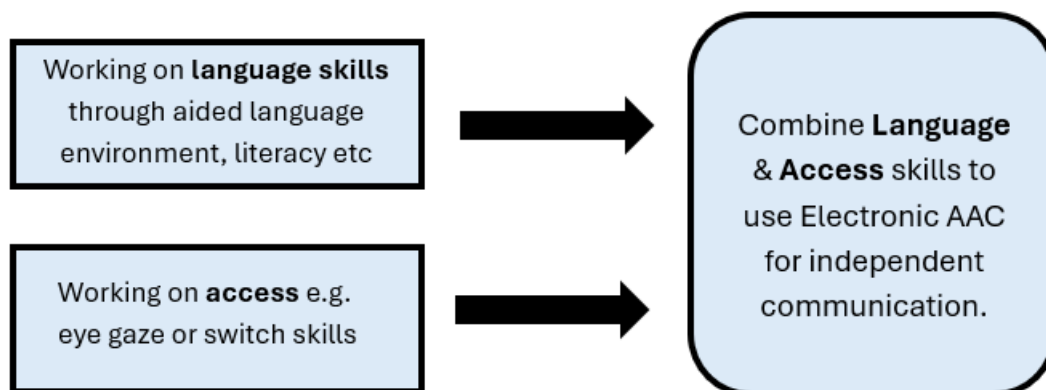 Working on language skills
through aided language
environment, literacy etc
Working on access e.g.
eye gaze or switch skills
Combine Language
& Access skills to
use Electronic AAC
for independent
communication.